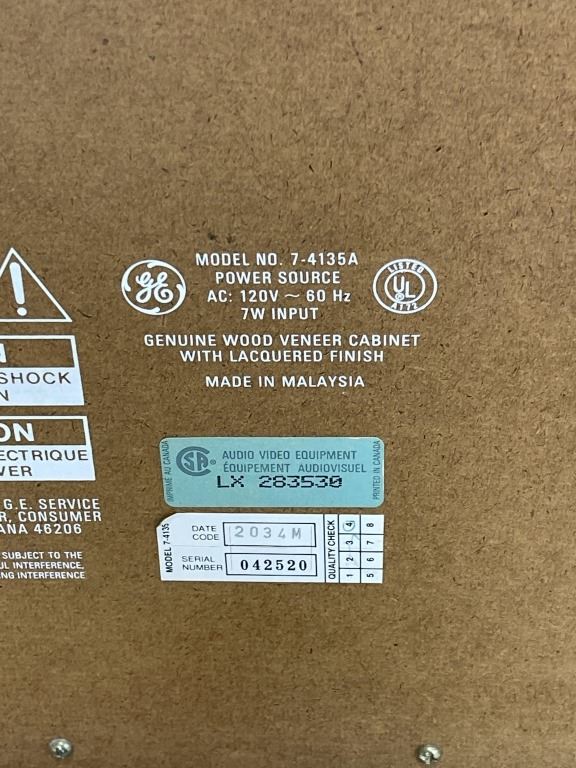 GE
MODEL NO. 7-4135A
POWER SOURCE
AC: 120V ~ 60 Hz
7W INPUT
LISTED
UL
A772
GENUINE WOOD VENEER CABINET
WITH LACQUERED FINISH
MADE IN MALAYSIA
!
SHOCK
ON
ECTRIQUE
G.E. SERVICE
CONSUMER
46206
SUBJECT TO THE
INTERFERENCE,
INTERFERENCE
IMPRIMÉ AU CANADA
AUDIO VIDEO EQUIPMENT
ÉQUIPEMENT AUDIOVISUEL
LX 283530
PRINTED IN CANADA
MODEL 7-4135
DATE CODE 2034M
SERIAL NUMBER 042520
QUALITY CHECK
1 2 3 4
5 6 7 8